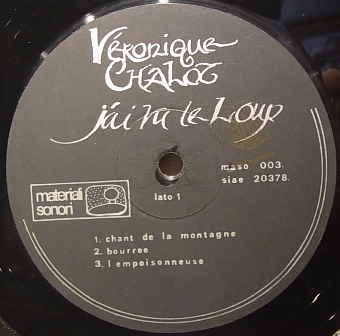 Véronique
CHALOT
j'ai vu le Loup
materiali
sonori
lato 1
maso 003.
siae 20378.
1. chant de la montagne
2. bourree
3. l empoisonneuse